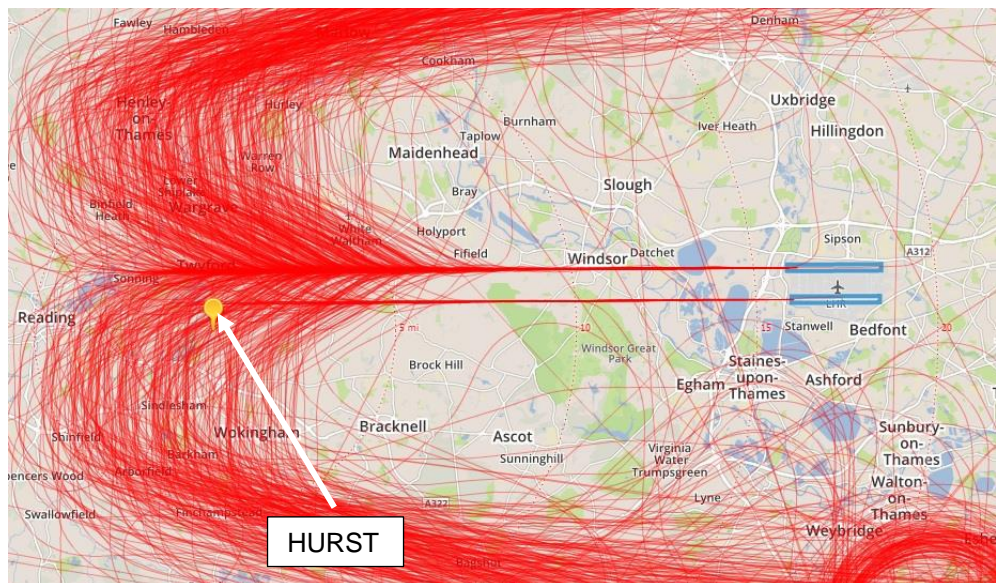 Fawley
Hambleden
Denham
Cookham
Henley-
on-
Thames
Hurley
Burnham
Taplow
Iver Heath
Uxbridge
Hillingdon
Maidenhead
Warren
Row
Lower
Shiplake
Wargrave
Binfield
Heath
Bray
Slough
White
Waltham
Holyport
Fifield
Windsor
Datchet
Sipson
A312
Twyford
Sonning
LHR
Reading
5 mi
10
15
20
Stanwell
Bedfont
Windsor Great
Park
Brock Hill
Staines-
upon-
Thames
Egham
Ashford
Sindlesham
Shinfield
Wokingham
Bracknell
Ascot
Sunninghill
Virginia
Water
Trumpsgreen
Sunbury-
on-
Thames
Barkham
Arborfield
pencers Wood
Lyne
Walton-
on-
Thames
Swallowfield
Finchampstead
A322
Weybridge
Eshe
Bagshot
HURST